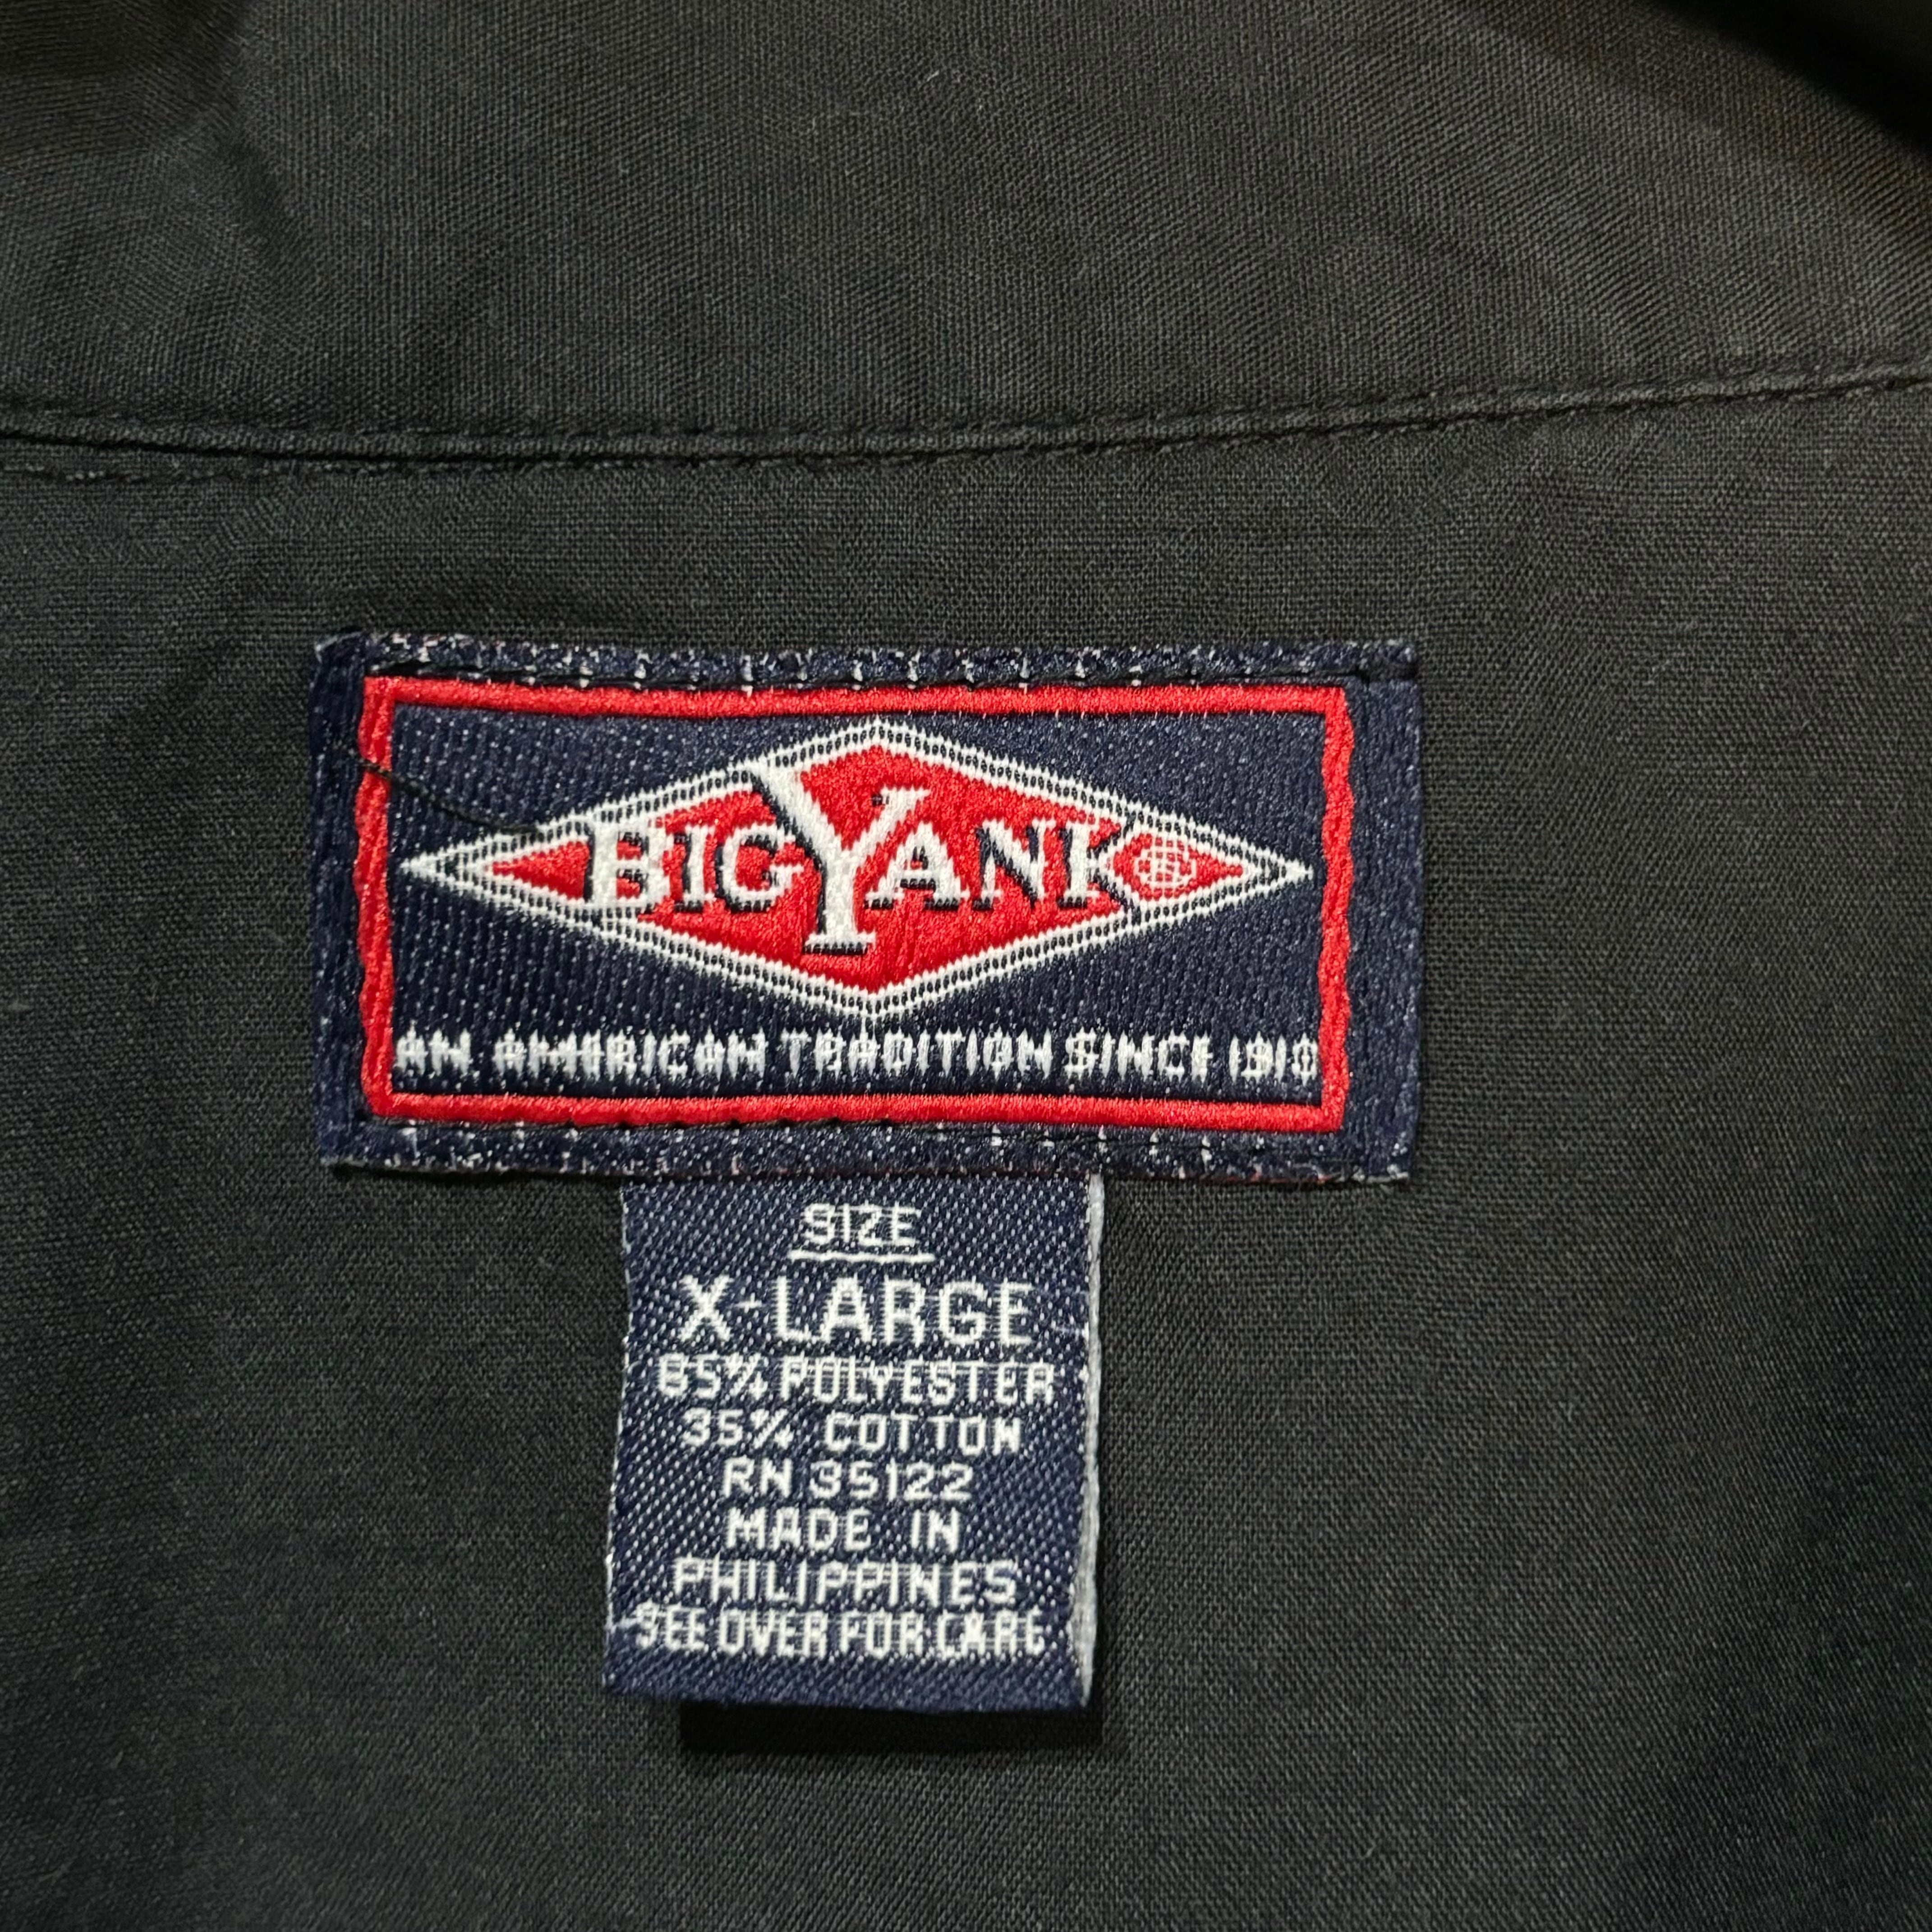 BIG YANK®
AN AMERICAN TRADITION SINCE 1910
SIZE
X-LARGE
65% POLYESTER
35% COTTON
RN 35122
MADE IN
PHILIPPINES
SEE OVER FOR CARE